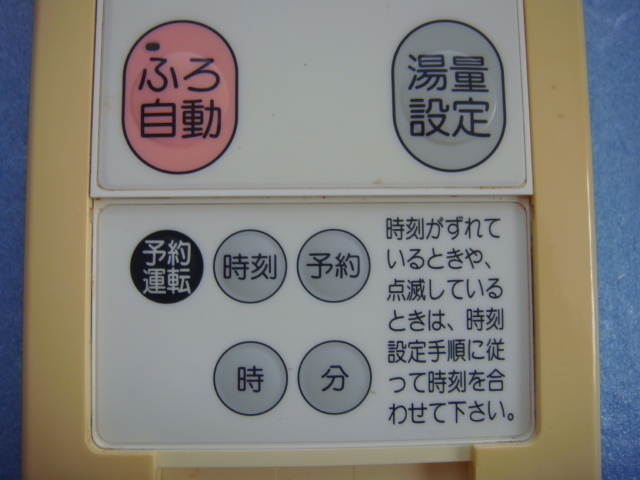 ふろ
自動
湯量
設定
予約
運転
時刻
予約
時
分
時刻がずれて
いるときや、
点滅している
ときは、時刻
設定手順に従
って時刻を合
わせて下さい。